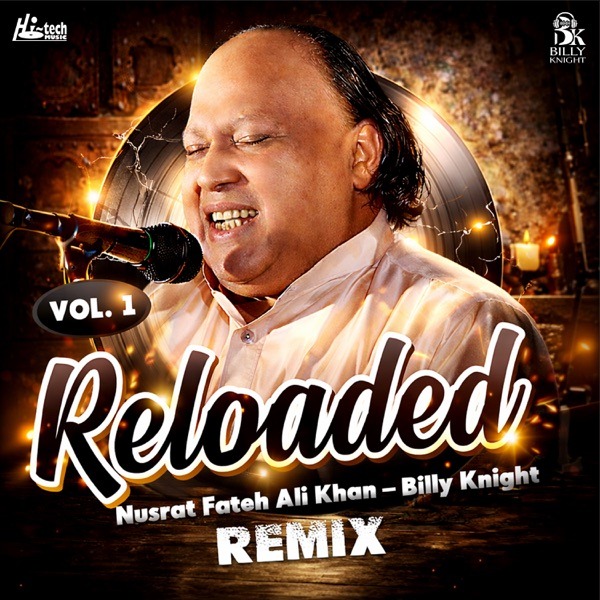 Hi-tech
MUSIC
BK
BILLY
KNIGHT
VOL. 1
Reloaded
Nusrat Fateh Ali Khan – Billy Knight
REMIX